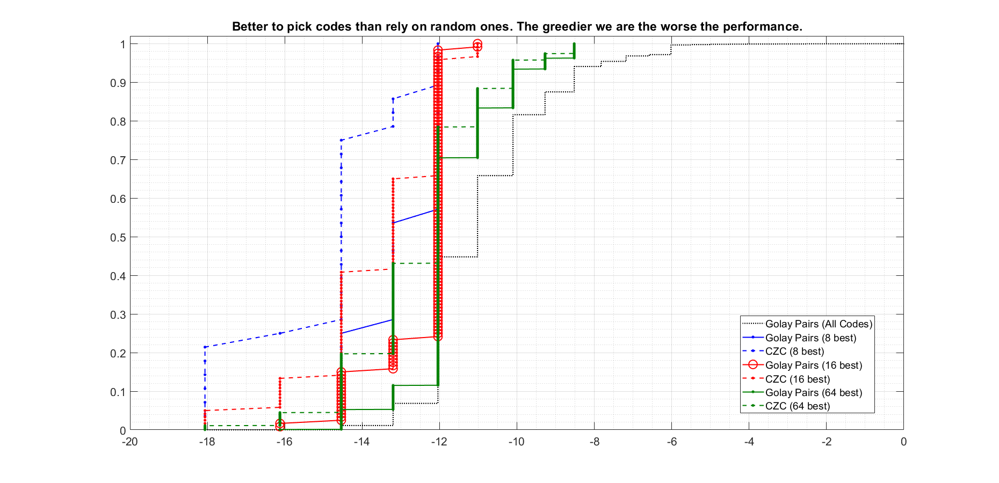 Better to pick codes than rely on random ones. The greedier we are the worse the performance.
1
0.9
0.8
0.7
0.6
0.5
0.4
0.3
0.2
0.1
0
-20 -18 -16 -14 -12 -10 -8 -6 -4 -2 0
Golay Pairs (All Codes)
Golay Pairs (8 best)
CZC (8 best)
Golay Pairs (16 best)
CZC (16 best)
Golay Pairs (64 best)
CZC (64 best)